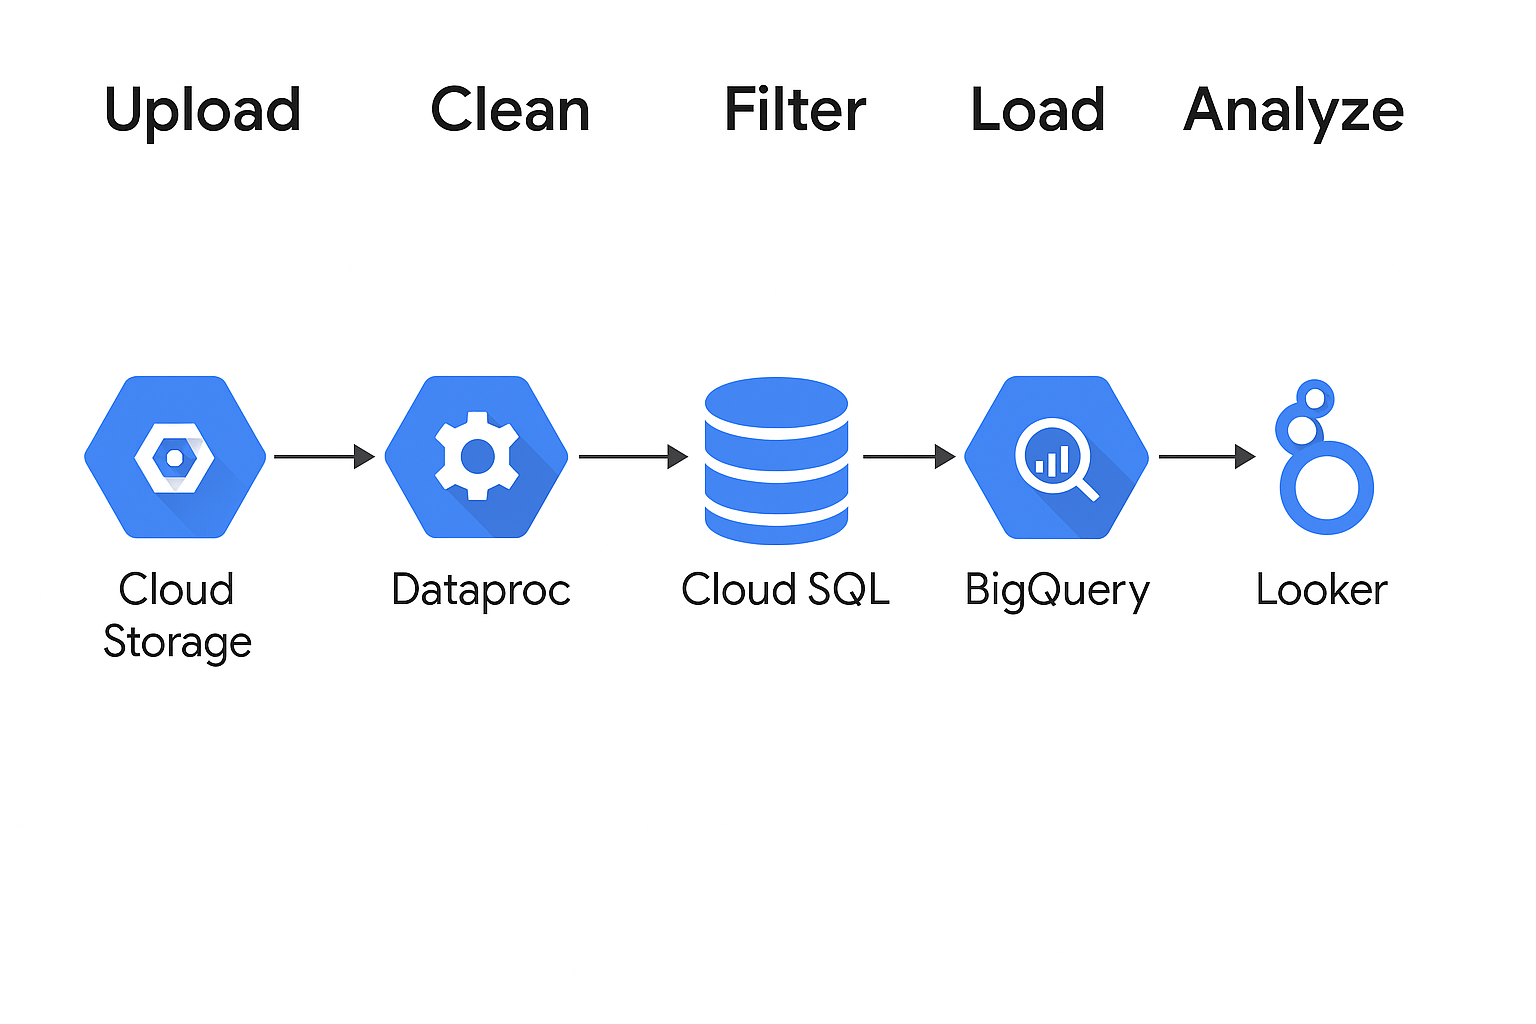 Upload Clean Filter Load Analyze
Cloud Storage
Dataproc
Cloud SQL
BigQuery
Looker